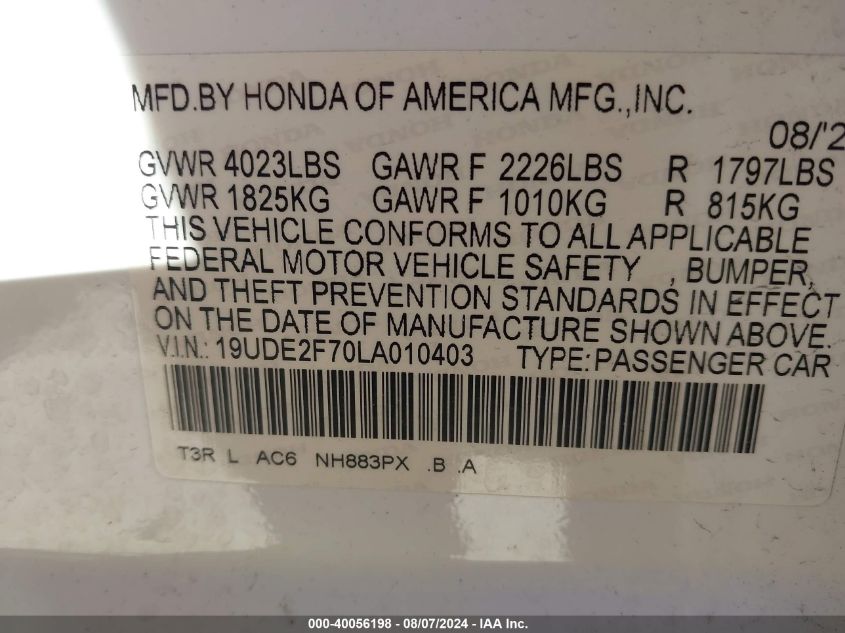 MFD.BY HONDA OF AMERICA MFG.,INC.
08/'2
GVWR 4023LBS GAWR F 2226LBS R 1797LBS
GVWR 1825KG GAWR F 1010KG R 815KG
THIS VEHICLE CONFORMS TO ALL APPLICABLE
FEDERAL MOTOR VEHICLE SAFETY , BUMPER,
AND THEFT PREVENTION STANDARDS IN EFFECT
ON THE DATE OF MANUFACTURE SHOWN ABOVE.
V.I.N.: 19UDE2F70LA010403 TYPE:PASSENGER CAR
T3R L AC6 NH883PX .B .A
000-40056198 - 08/07/2024 - IAA Inc.